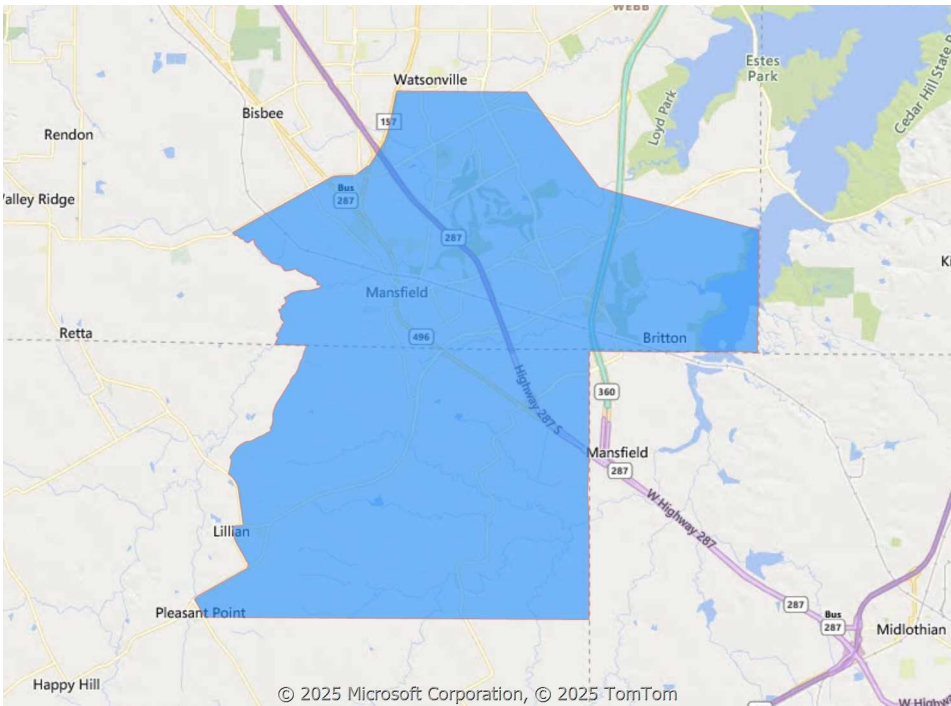 WEBB
Watsonville
Estes
Park
Cedar Hill State P
Loyd Park
Bisbee
157
Rendon
Bus
287
Valley Ridge
287
Ki
Mansfield
Retta
496
Britton
Highway 287 S
360
Mansfield
287
W Highway 287
Lillian
287
Bus
287
Pleasant Point
Midlothian
Happy Hill
W Highw
© 2025 Microsoft Corporation, © 2025 TomTom